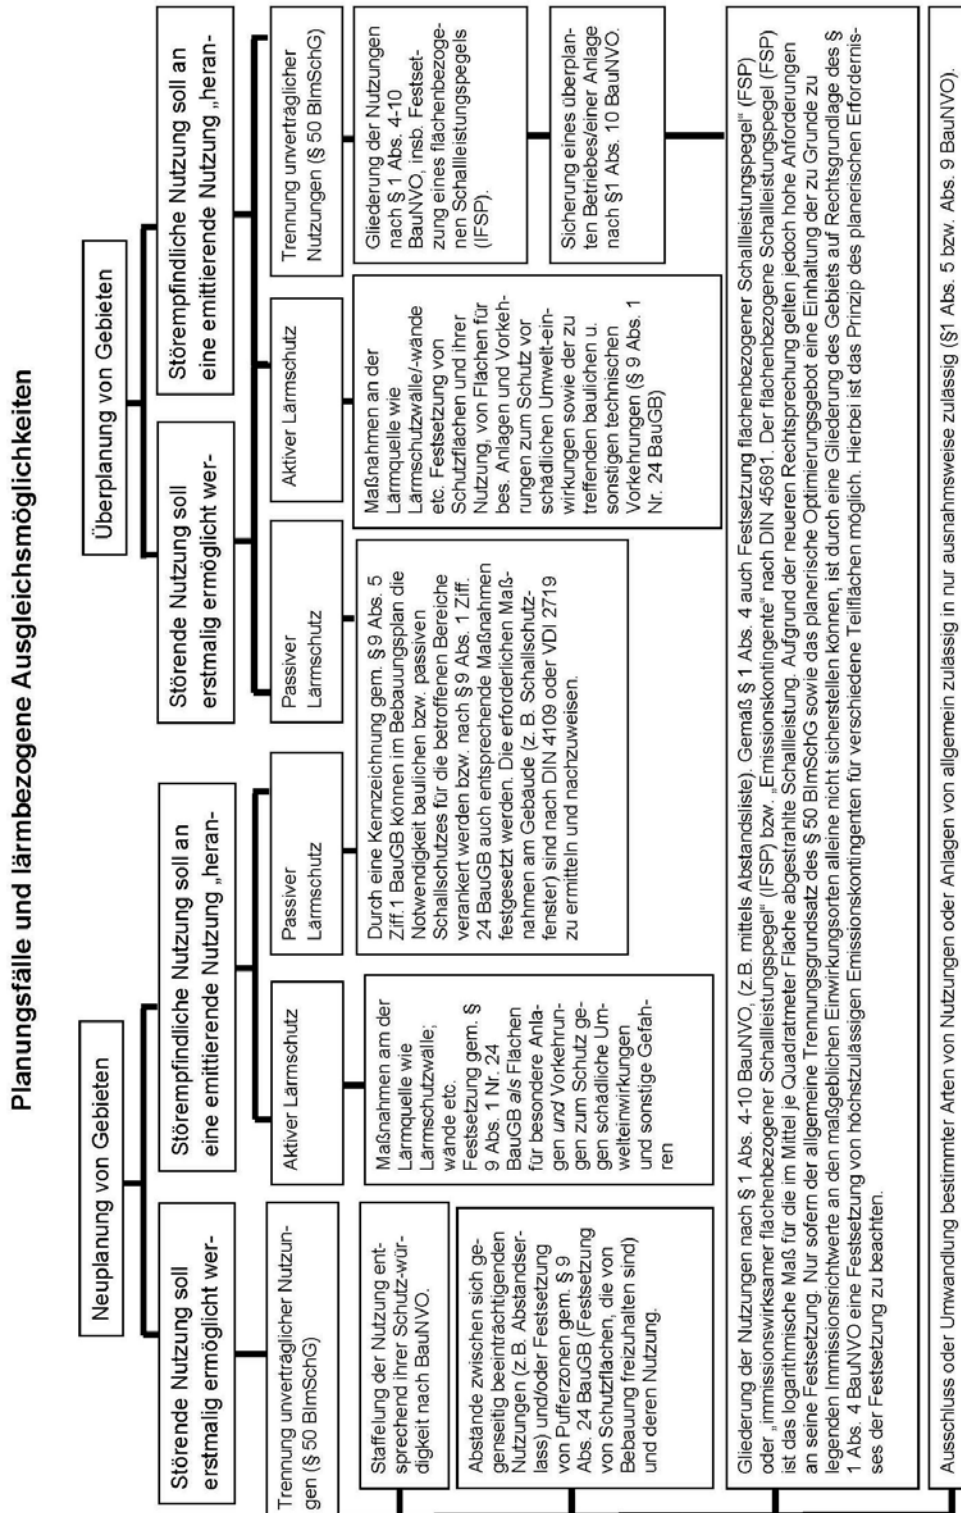 Planungsfälle und lärmbezogene Ausgleichsmöglichkeiten
Neuplanung von Gebieten
Störende Nutzung soll
erstmalig ermöglicht wer-
Trennung unverträglicher Nutzun-
gen (§ 50 BImSchG)
Staffelung der Nutzung ent-
sprechend ihrer Schutz-wür-
digkeit nach BauNVO.
Abstände zwischen sich ge-
genseitig beeinträchtigenden
Nutzungen (z.B. Abstandser-
lass) und/oder Festsetzung
von Pufferzonen gem. § 9
Abs. 24 BauGB (Festsetzung
von Schutzflächen, die von
Bebauung freizuhalten sind)
und deren Nutzung.
Störempfindliche Nutzung soll an
eine emittierende Nutzung „heran-
Aktiver Lärmschutz
Maßnahmen am der
Lärmquelle wie
Lärmschutzwälle;
wände etc.
Festsetzung gem. §
9 Abs. 1 Nr. 24
BauGB als Flächen
für besondere Anla-
gen und Vorkehrun-
gen zum Schutz ge-
gen schädliche Um-
welteinwirkungen
und sonstige Gefah-
ren
Passiver
Lärmschutz
Durch eine Kennzeichnung gem. § 9 Abs. 5
Ziff.1 BauGB können im Bebauungsplan die
Notwendigkeit baulichen bzw. passiven
Schallschutzes für die betroffenen Bereiche
verankert werden bzw. nach § 9 Abs. 1 Ziff.
24 BauGB auch entsprechende Maßnahmen
festgesetzt werden. Die erforderlichen Maß-
nahmen am Gebäude (z. B. Schallschutz-
fenster) sind nach DIN 4109 oder VDI 2719
zu ermitteln und nachzuweisen.
Überplanung von Gebieten
Störende Nutzung soll
erstmalig ermöglicht wer-
Störempfindliche Nutzung soll an
eine emittierende Nutzung „heran-
Passiver
Lärmschutz
Aktiver Lärmschutz
Maßnahmen an der
Lärmquelle wie
Lärmschutzwälle/-wände
etc. Festsetzung von
Schutzflächen und ihrer
Nutzung, von Flächen für
bes. Anlagen und Vorkeh-
rungen zum Schutz vor
schädlichen Umwelt-ein-
wirkungen sowie der zu
treffenden baulichen u.
sonstigen technischen
Vorkehrungen (§ 9 Abs. 1
Nr. 24 BauGB)
Trennung unverträglicher
Nutzungen (§ 50 BImSchG)
Gliederung der Nutzungen
nach § 1 Abs. 4-10
BauNVO, insb. Festset-
zung eines flächenbezoge-
nen Schallleistungspegels
(IFSP).
Sicherung eines überplan-
ten Betriebes/einer Anlage
nach §1 Abs. 10 BauNVO.
Gliederung der Nutzungen nach § 1 Abs. 4-10 BauNVO, (z.B. mittels Abstandsliste). Gemäß § 1 Abs. 4 auch Festsetzung flächenbezogener Schallleistungspegel“ (FSP)
oder „immissionswirksamer flächenbezogener Schallleistungspegel“ (IFSP) bzw. „Emissionskontingente“ nach DIN 45691. Der flächenbezogene Schallleistungspegel (FSP)
ist das logarithmische Maß für die im Mittel je Quadratmeter Fläche abgestrahlte Schallleistung. Aufgrund der neueren Rechtsprechung gelten jedoch hohe Anforderungen
an seine Festsetzung. Nur sofern der allgemeine Trennungsgrundsatz des § 50 BImSchG sowie das planerische Optimierungsgebot eine Einhaltung der zu Grunde zu
legenden Immissionsrichtwerte an den maßgeblichen Einwirkungsorten alleine nicht sicherstellen können, ist durch eine Gliederung des Gebiets auf Rechtsgrundlage des §
1 Abs. 4 BauNVO eine Festsetzung von höchstzulässigen Emissionskontingenten für verschiedene Teilflächen möglich. Hierbei ist das Prinzip des planerischen Erfordernis-
ses der Festsetzung zu beachten.
Ausschluss oder Umwandlung bestimmter Arten von Nutzungen oder Anlagen von allgemein zulässig in nur ausnahmsweise zulässig (§1 Abs. 5 bzw. Abs. 9 BauNVO).